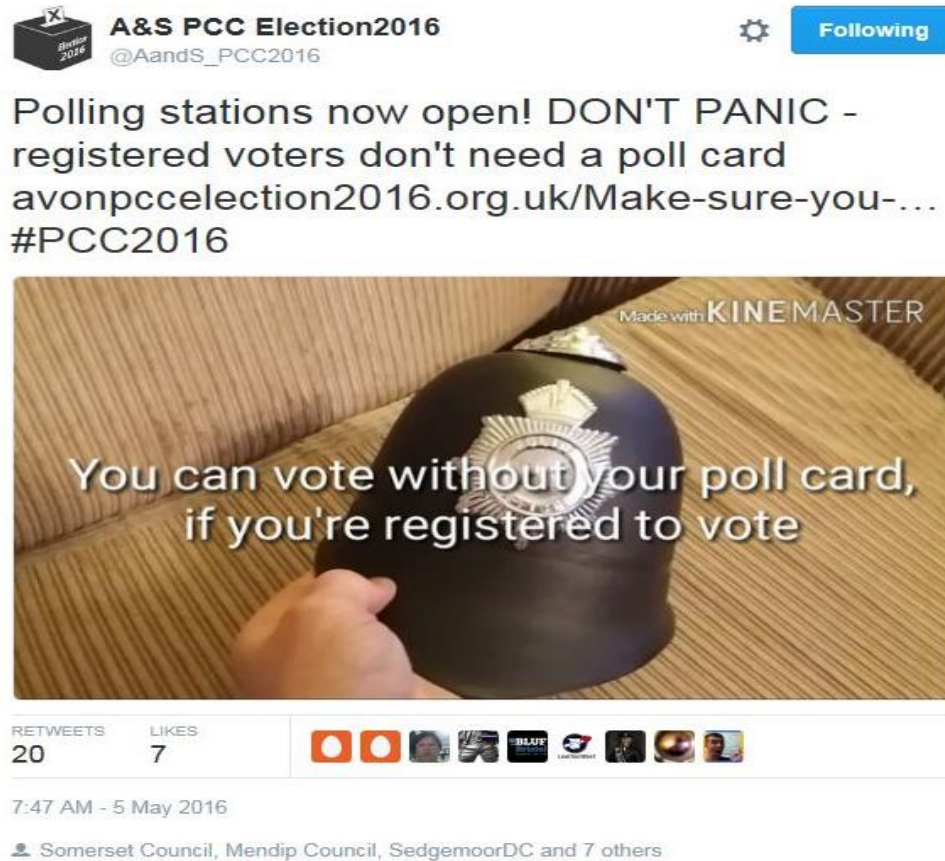 A&S PCC Election2016
@AandS_PCC2016
Following
Polling stations now open! DON'T PANIC -
registered voters don't need a poll card
avonpccelection2016.org.uk/Make-sure-you-...
#PCC2016
Made with KINEMASTER
You can vote without your poll card,
if you're registered to vote
RETWEETS
20
LIKES
7
7:47 AM - 5 May 2016
Somerset Council, Mendip Council, SedgemoorDC and 7 others
X
Election
2016
BLUF